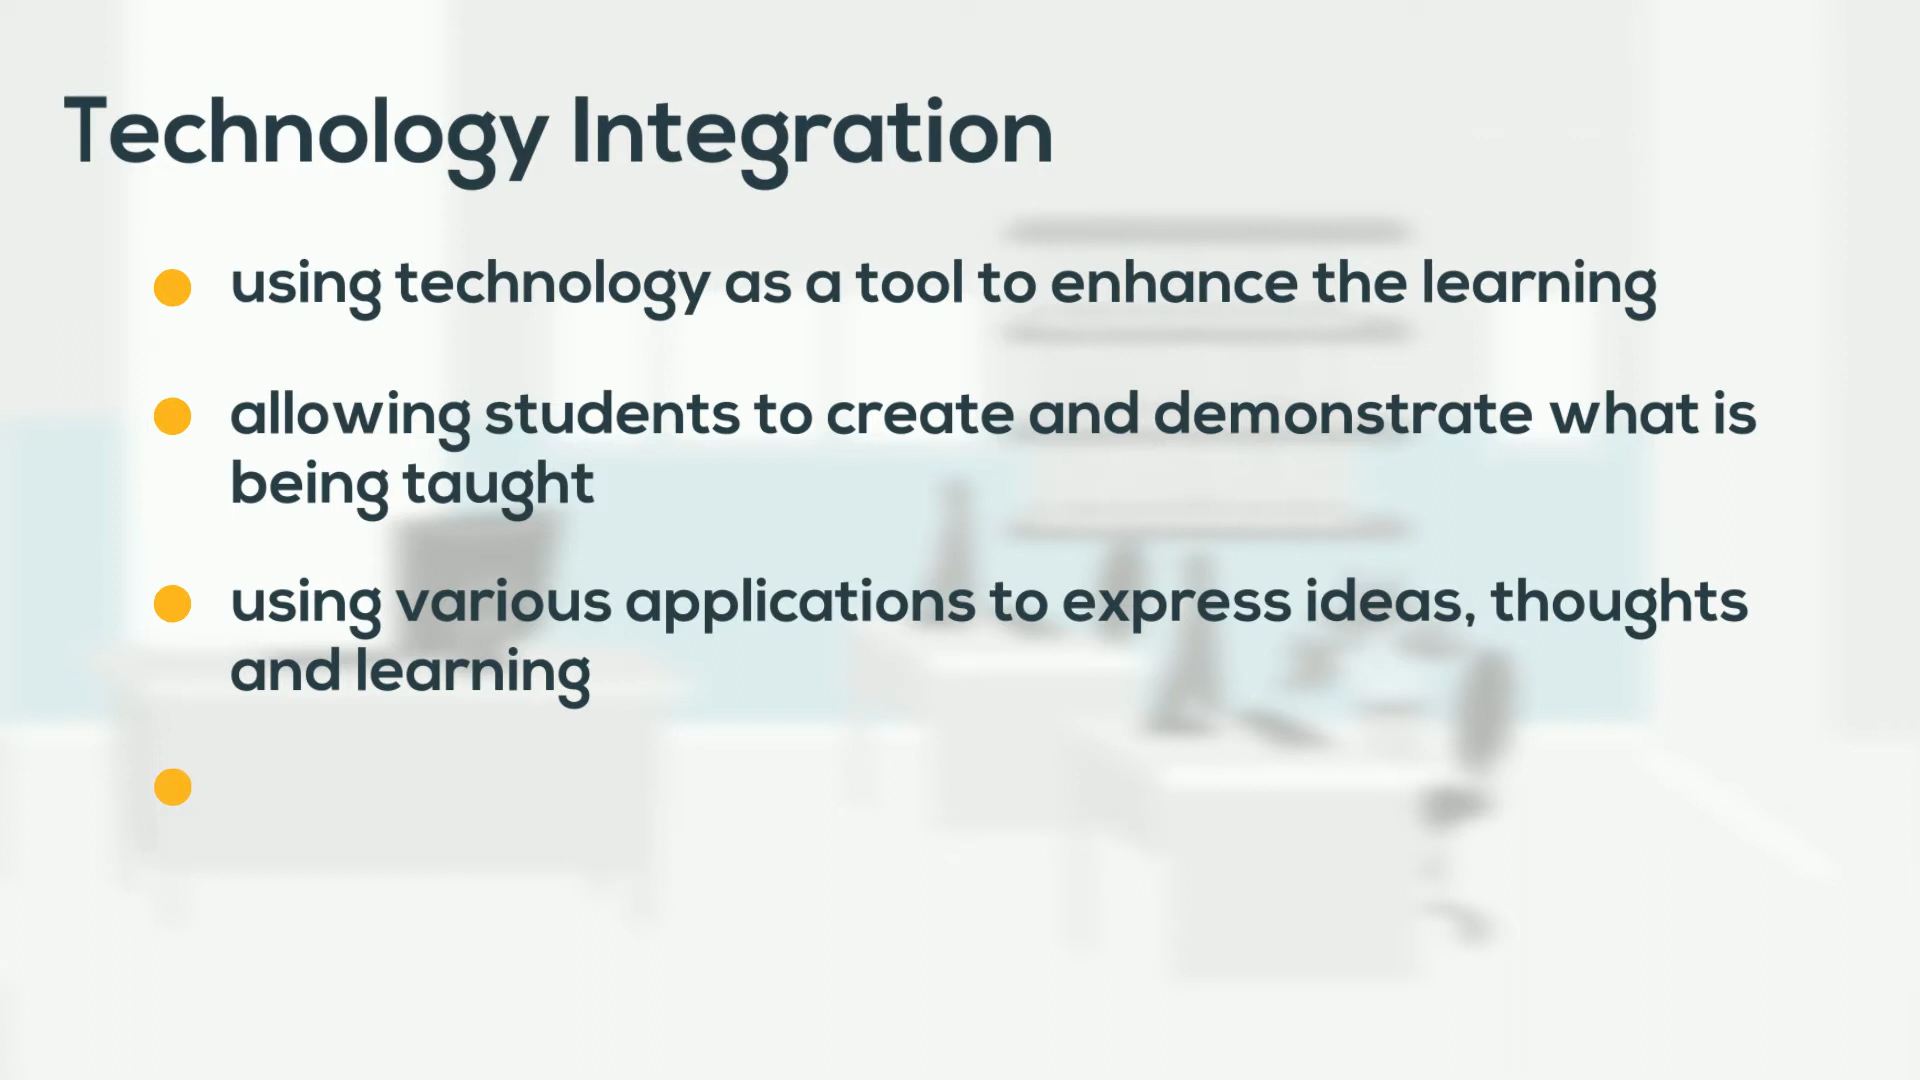 Technology Integration
using technology as a tool to enhance the learning
allowing students to create and demonstrate what is
being taught
using various applications to express ideas, thoughts
and learning